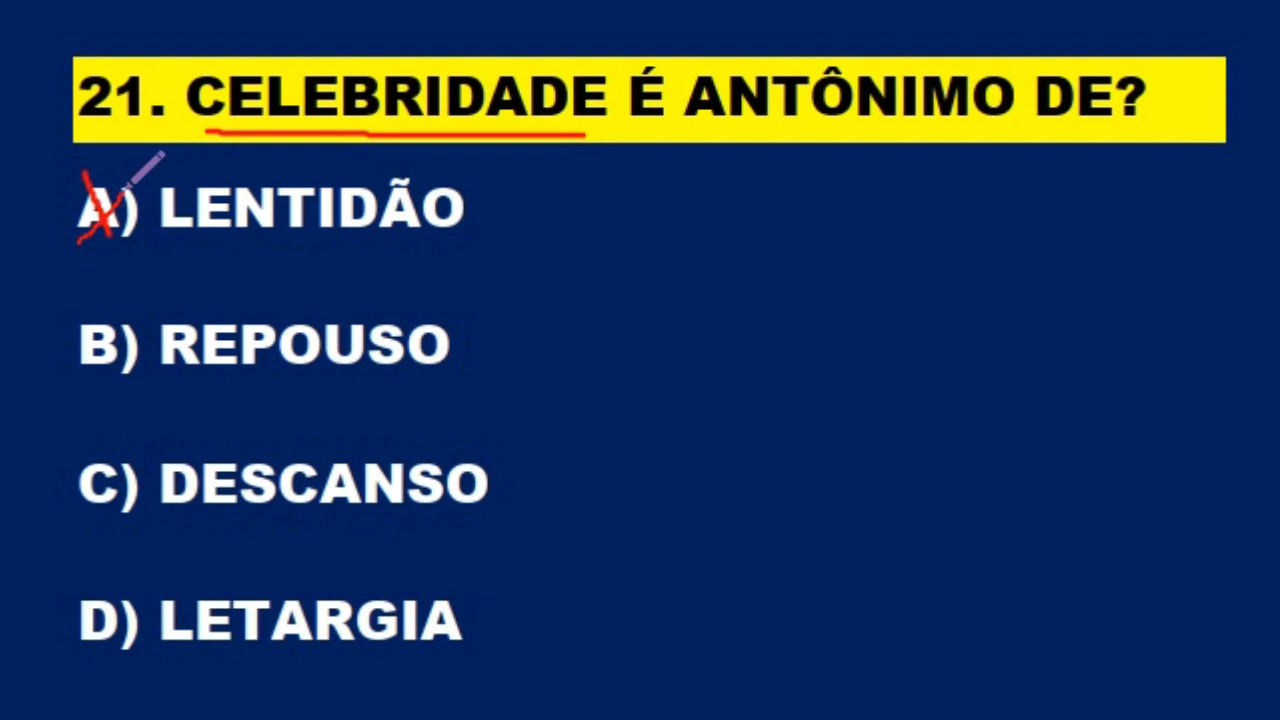 21. CELEBRIDADE É ANTÔNIMO DE?
A) LENTIDÃO
B) REPOUSO
C) DESCANSO
D) LETARGIA